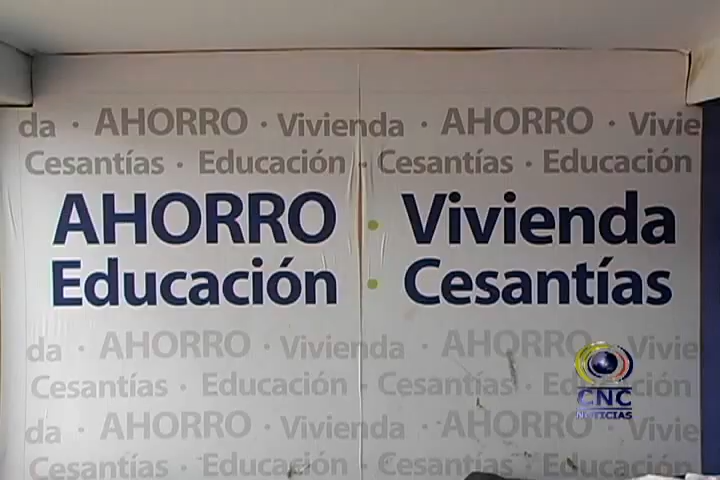 da · AHORRO · Vivienda · AHORRO · Vivie
Cesantías · Educación · Cesantías · Educación
AHORRO · Vivienda
Educación · Cesantías
da · AHORRO · Vivienda · AHORRO · Vivie
Cesantías · Educación · Cesantías · Educación
da · AHORRO · Vivienda · AHORRO · Vivien
Cesantías · Educación · Cesantías · Educación
CNC
NOTICIAS